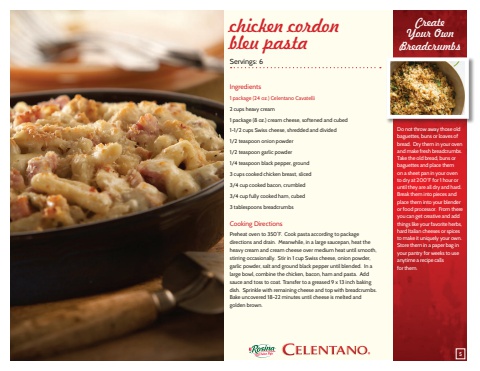 chicken cordon
bleu pasta
Servings: 6
Ingredients
1 package (24 oz.) Celentano Cavatelli
2 cups heavy cream
1 package (8 oz.) cream cheese, softened and cubed
1-1/2 cups Swiss cheese, shredded and divided
1/2 teaspoon onion powder
1/2 teaspoon garlic powder
1/4 teaspoon black pepper, ground
3 cups cooked chicken breast, sliced
3/4 cup cooked bacon, crumbled
3/4 cup fully cooked ham, cubed
3 tablespoons breadcrumbs
Cooking Directions
Preheat oven to 350°F. Cook pasta according to package
directions and drain. Meanwhile, in a large saucepan, heat the
heavy cream and cream cheese over medium heat until smooth,
stirring occasionally. Stir in 1 cup Swiss cheese, onion powder,
garlic powder, salt and ground black pepper until blended. In a
large bowl, combine the chicken, bacon, ham and pasta. Add
sauce and toss to coat. Transfer to a greased 9 x 13 inch baking
dish. Sprinkle with remaining cheese and top with breadcrumbs.
Bake uncovered 18-22 minutes until cheese is melted and
golden brown.
Rosina
CELENTANO.
Create
Your Own
Breadcrumbs
Do not throw away those old
baguettes, buns or loaves of
bread. Dry them in your oven
and make fresh breadcrumbs.
Take the old bread, buns or
baguettes and place them
on a sheet pan in your oven
to dry at 200°F for 1 hour or
until they are all dry and hard.
Break them into pieces and
place them into your blender
or food processor. From there
you can get creative and add
things like your favorite herbs,
hard Italian cheeses or spices
to make it uniquely your own.
Store them in a paper bag in
your pantry for weeks to use
anytime a recipe calls
for them.
5